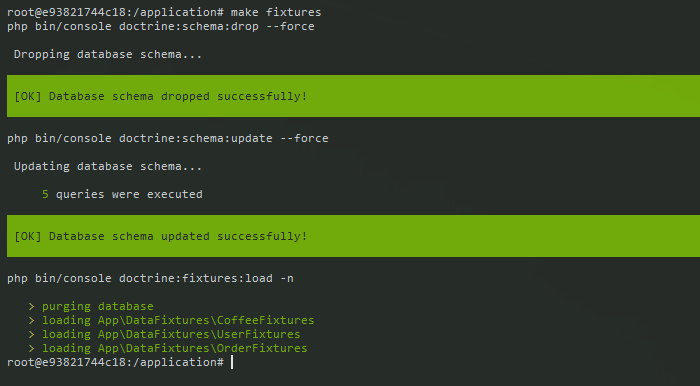 root@e93821744c18:/application# make fixtures
php bin/console doctrine:schema:drop --force
Dropping database schema...
[OK] Database schema dropped successfully!
php bin/console doctrine:schema:update --force
Updating database schema...
5 queries were executed
[OK] Database schema updated successfully!
php bin/console doctrine:fixtures:load -n
> purging database
> loading App\DataFixtures\CoffeeFixtures
> loading App\DataFixtures\UserFixtures
> loading App\DataFixtures\OrderFixtures
root@e93821744c18:/application#